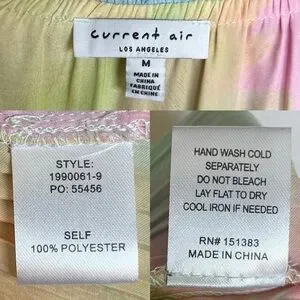 current air
LOS ANGELES
M
MADE IN
CHINA
FABRIQUÉ
EN CHINE
STYLE:
1990061-9
PO: 55456
SELF
100% POLYESTER
HAND WASH COLD
SEPARATELY
DO NOT BLEACH
LAY FLAT TO DRY
COOL IRON IF NEEDED
RN# 151383
MADE IN CHINA